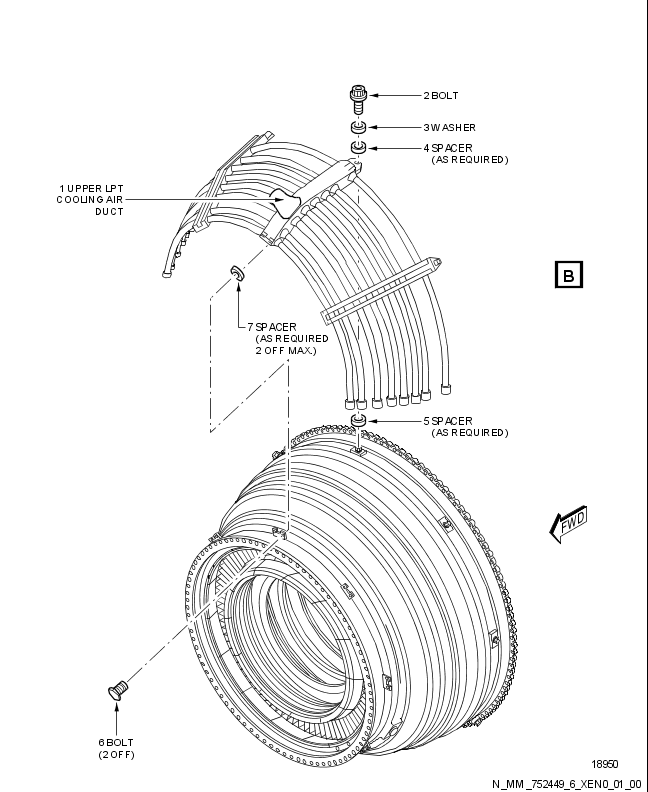 2 BOLT
3 WASHER
4 SPACER
(AS REQUIRED)
1 UPPER LPT
COOLING AIR
DUCT
B
7 SPACER
(AS REQUIRED
2 OFF MAX.)
5 SPACER
(AS REQUIRED)
FWD
6 BOLT
(2 OFF)
18950
N_MM_752449_6_XEN0_01_00